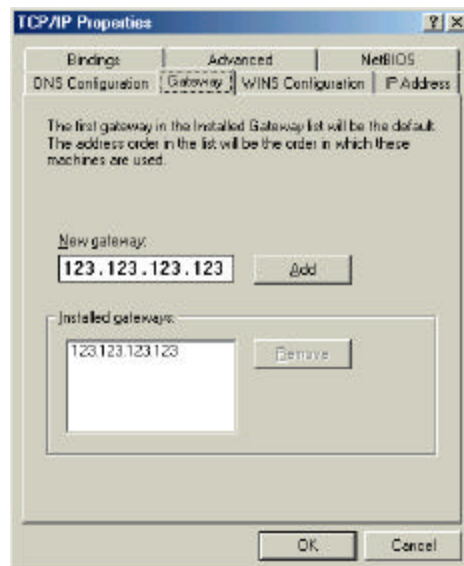 TCP/IP Properties
Bindings Advanced NetBIOS
DNS Configuration Gateway WINS Configuration IP Address
The first gateway in the Installed Gateway list will be the default.
The address order in the list will be the order in which these
machines are used.
New gateway:
123.123.123.123 Add
Installed gateways:
123.123.123.123 Remove
OK Cancel